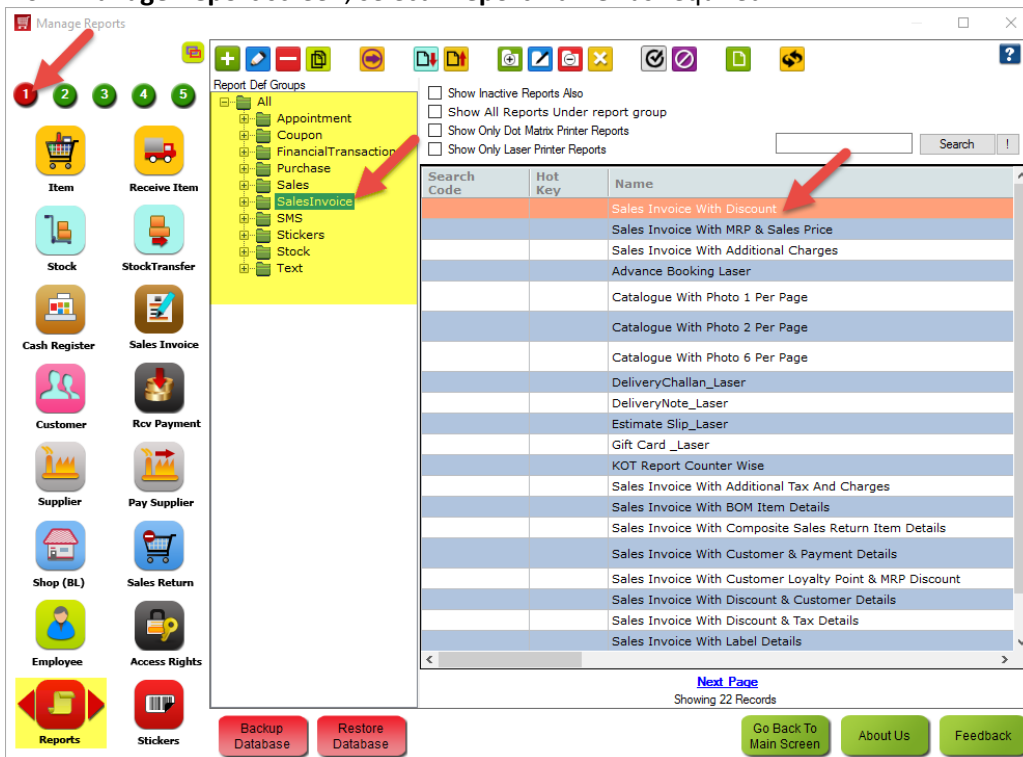 Manage Reports
1 2 3 4 5
Item
Receive Item
Stock
StockTransfer
Cash Register
Sales Invoice
Customer
Rcv Payment
Supplier
Pay Supplier
Shop (BL)
Sales Return
Employee
Access Rights
Reports
Stickers
?
Report Def Groups
All
Appointment
Coupon
FinancialTransaction
Purchase
Sales
SalesInvoice
SMS
Stickers
Stock
Text
Show Inactive Reports Also
Show All Reports Under report group
Show Only Dot Matrix Printer Reports
Show Only Laser Printer Reports
Search !
Search Code
Hot Key
Name
Sales Invoice With Discount
Sales Invoice With MRP & Sales Price
Sales Invoice With Additional Charges
Advance Booking Laser
Catalogue With Photo 1 Per Page
Catalogue With Photo 2 Per Page
Catalogue With Photo 6 Per Page
DeliveryChallan_Laser
DeliveryNote_Laser
Estimate Slip_Laser
Gift Card _Laser
KOT Report Counter Wise
Sales Invoice With Additional Tax And Charges
Sales Invoice With BOM Item Details
Sales Invoice With Composite Sales Return Item Details
Sales Invoice With Customer & Payment Details
Sales Invoice With Customer Loyalty Point & MRP Discount
Sales Invoice With Discount & Customer Details
Sales Invoice With Discount & Tax Details
Sales Invoice With Label Details
Next Page
Showing 22 Records
Backup Database
Restore Database
Go Back To Main Screen
About Us
Feedback